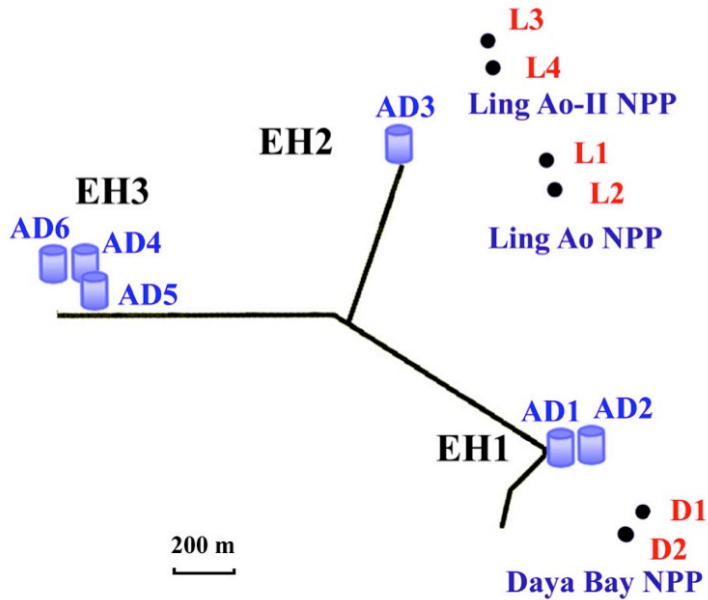 L3
L4
Ling Ao-II NPP
AD3
EH2
L1
L2
Ling Ao NPP
EH3
AD6
AD4
AD5
AD1
AD2
EH1
D1
D2
Daya Bay NPP
200 m